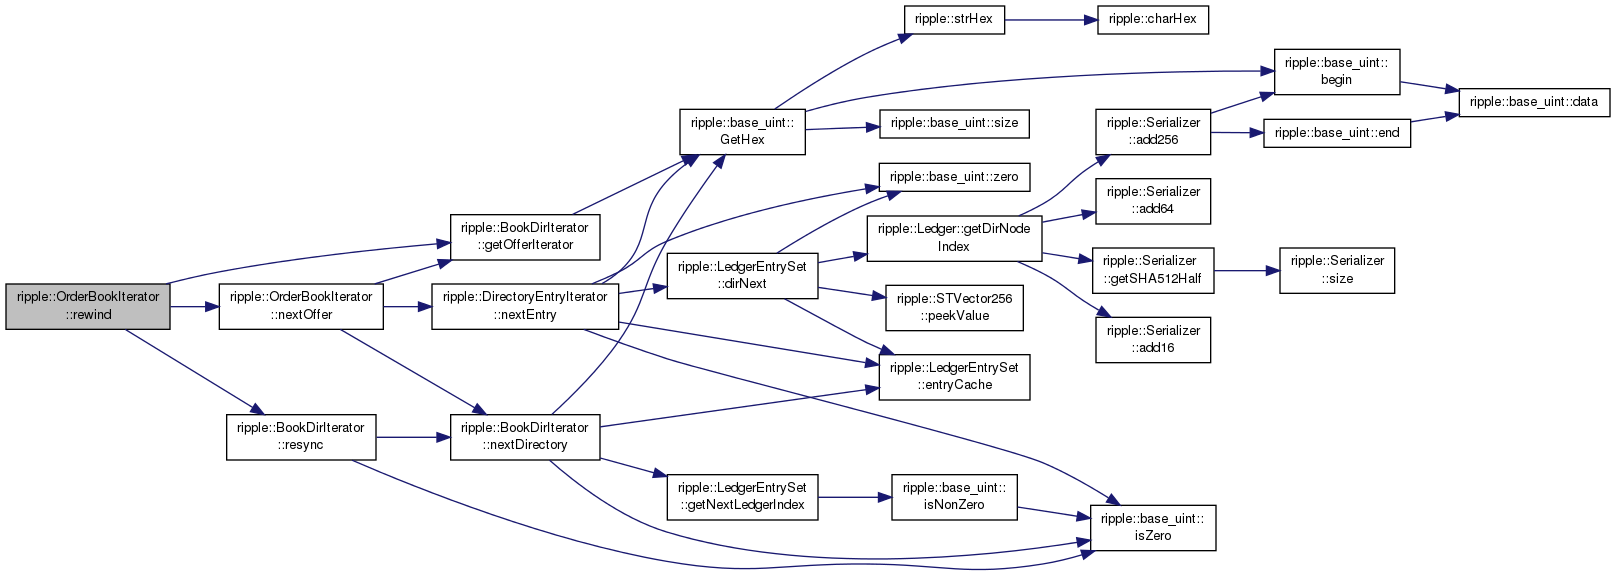 ripple::strHex
ripple::charHex
ripple::base_uint::
begin
ripple::base_uint::data
ripple::base_uint::
GetHex
ripple::base_uint::size
ripple::Serializer
::add256
ripple::base_uint::end
ripple::base_uint::zero
ripple::Serializer
::add64
ripple::BookDirIterator
::getOfferIterator
ripple::Ledger::getDirNode
Index
ripple::LedgerEntrySet
::dirNext
ripple::Serializer
::getSHA512Half
ripple::Serializer
::size
ripple::OrderBookIterator
::rewind
ripple::OrderBookIterator
::nextOffer
ripple::DirectoryEntryIterator
::nextEntry
ripple::STVector256
::peekValue
ripple::Serializer
::add16
ripple::LedgerEntrySet
::entryCache
ripple::BookDirIterator
::resync
ripple::BookDirIterator
::nextDirectory
ripple::LedgerEntrySet
::getNextLedgerIndex
ripple::base_uint::
isNonZero
ripple::base_uint::
isZero